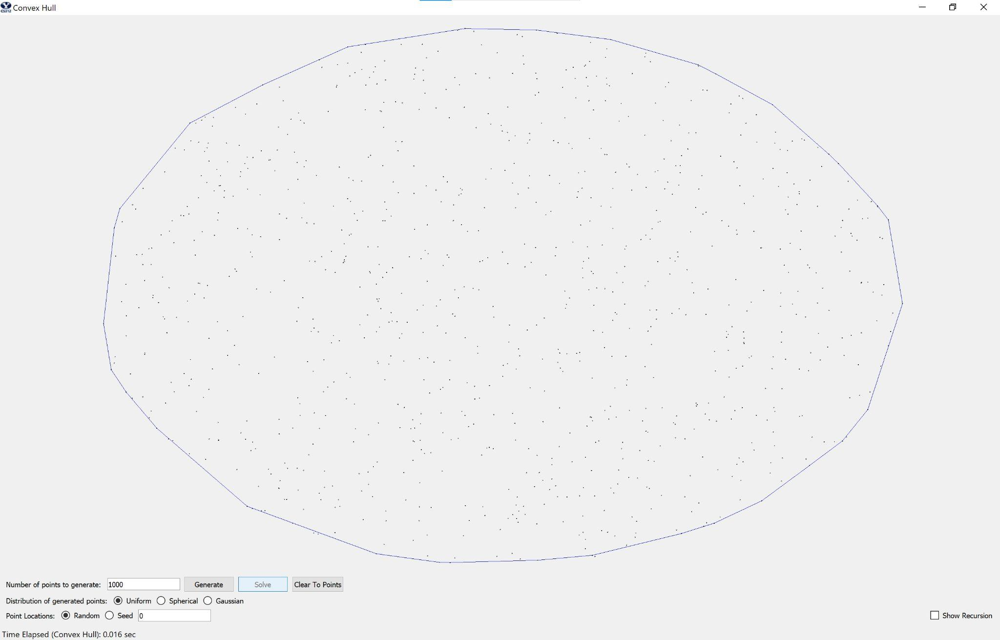 CS312 Convex Hull
Number of points to generate: 1000 Generate Solve Clear To Points
Distribution of generated points: Uniform Spherical Gaussian
Point Locations: Random Seed 0 Show Recursion
Time Elapsed (Convex Hull): 0.016 sec